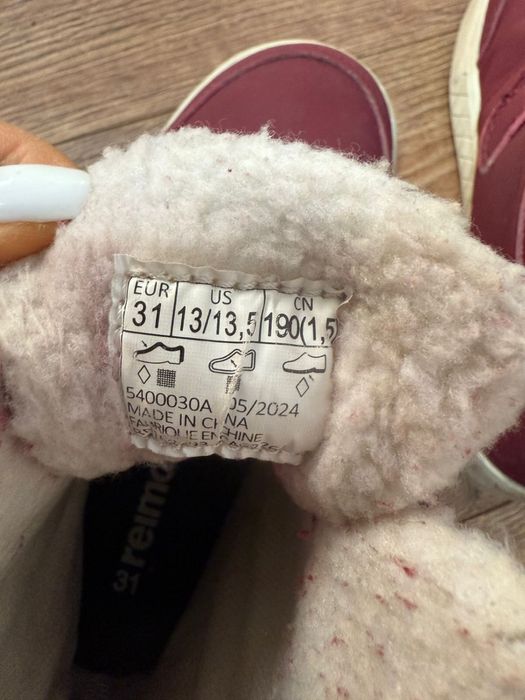 EUR US CN
31 13/13,5 190(1,5)
5400030A 05/2024
MADE IN CHINA
FABRIQUE EN CHINE
reima
31